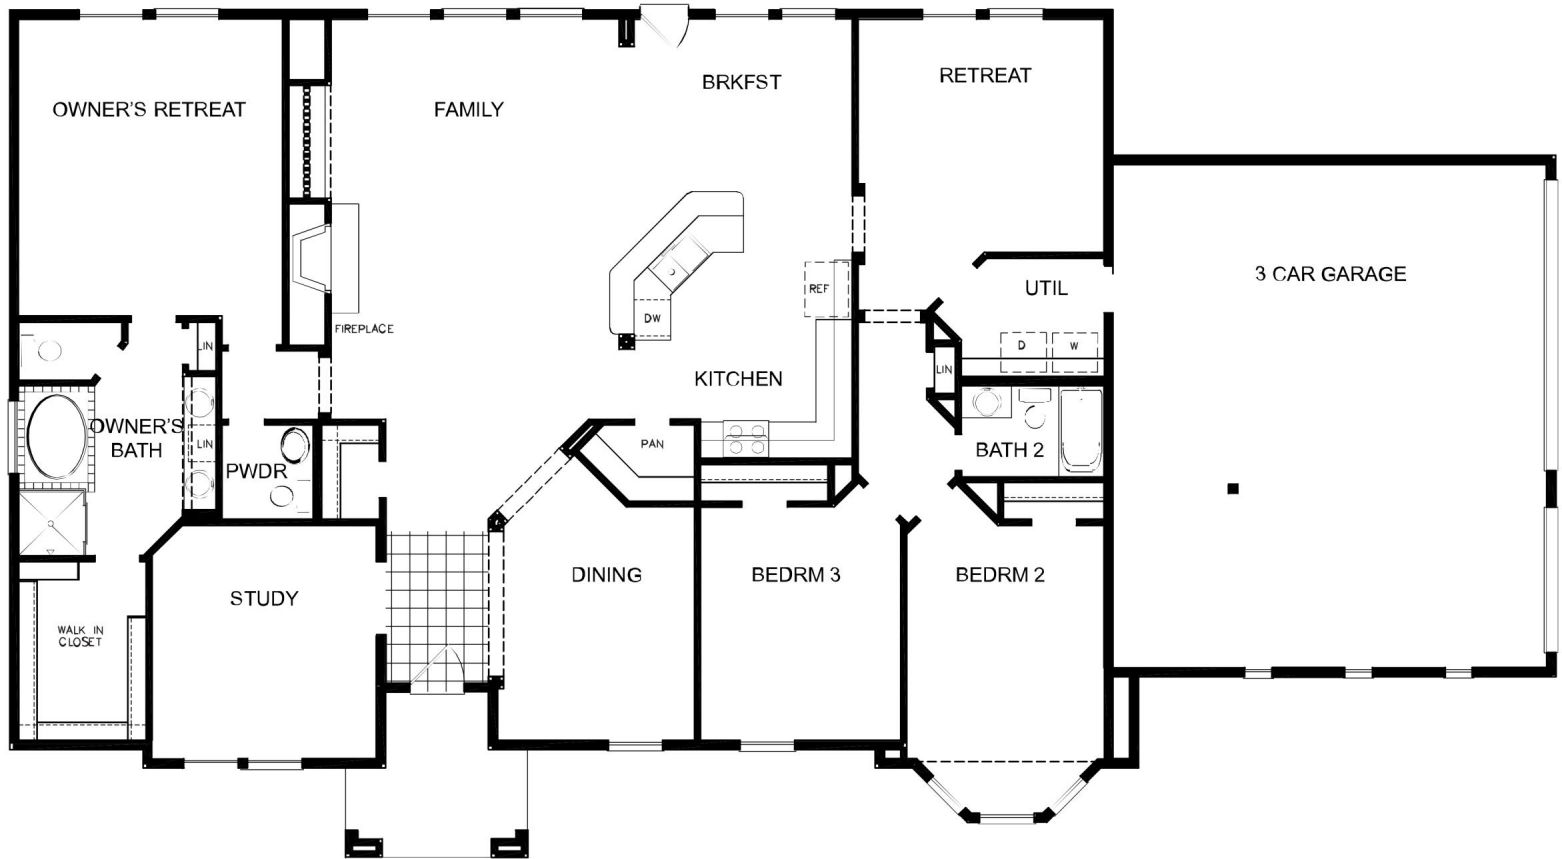 OWNER'S RETREAT
FAMILY
BRKFST
RETREAT
3 CAR GARAGE
UTIL
REF
DW
FIREPLACE
LIN
D
W
LIN
KITCHEN
OWNER'S
BATH
LIN
PWDR
PAN
BATH 2
STUDY
DINING
BEDRM 3
BEDRM 2
WALK IN
CLOSET